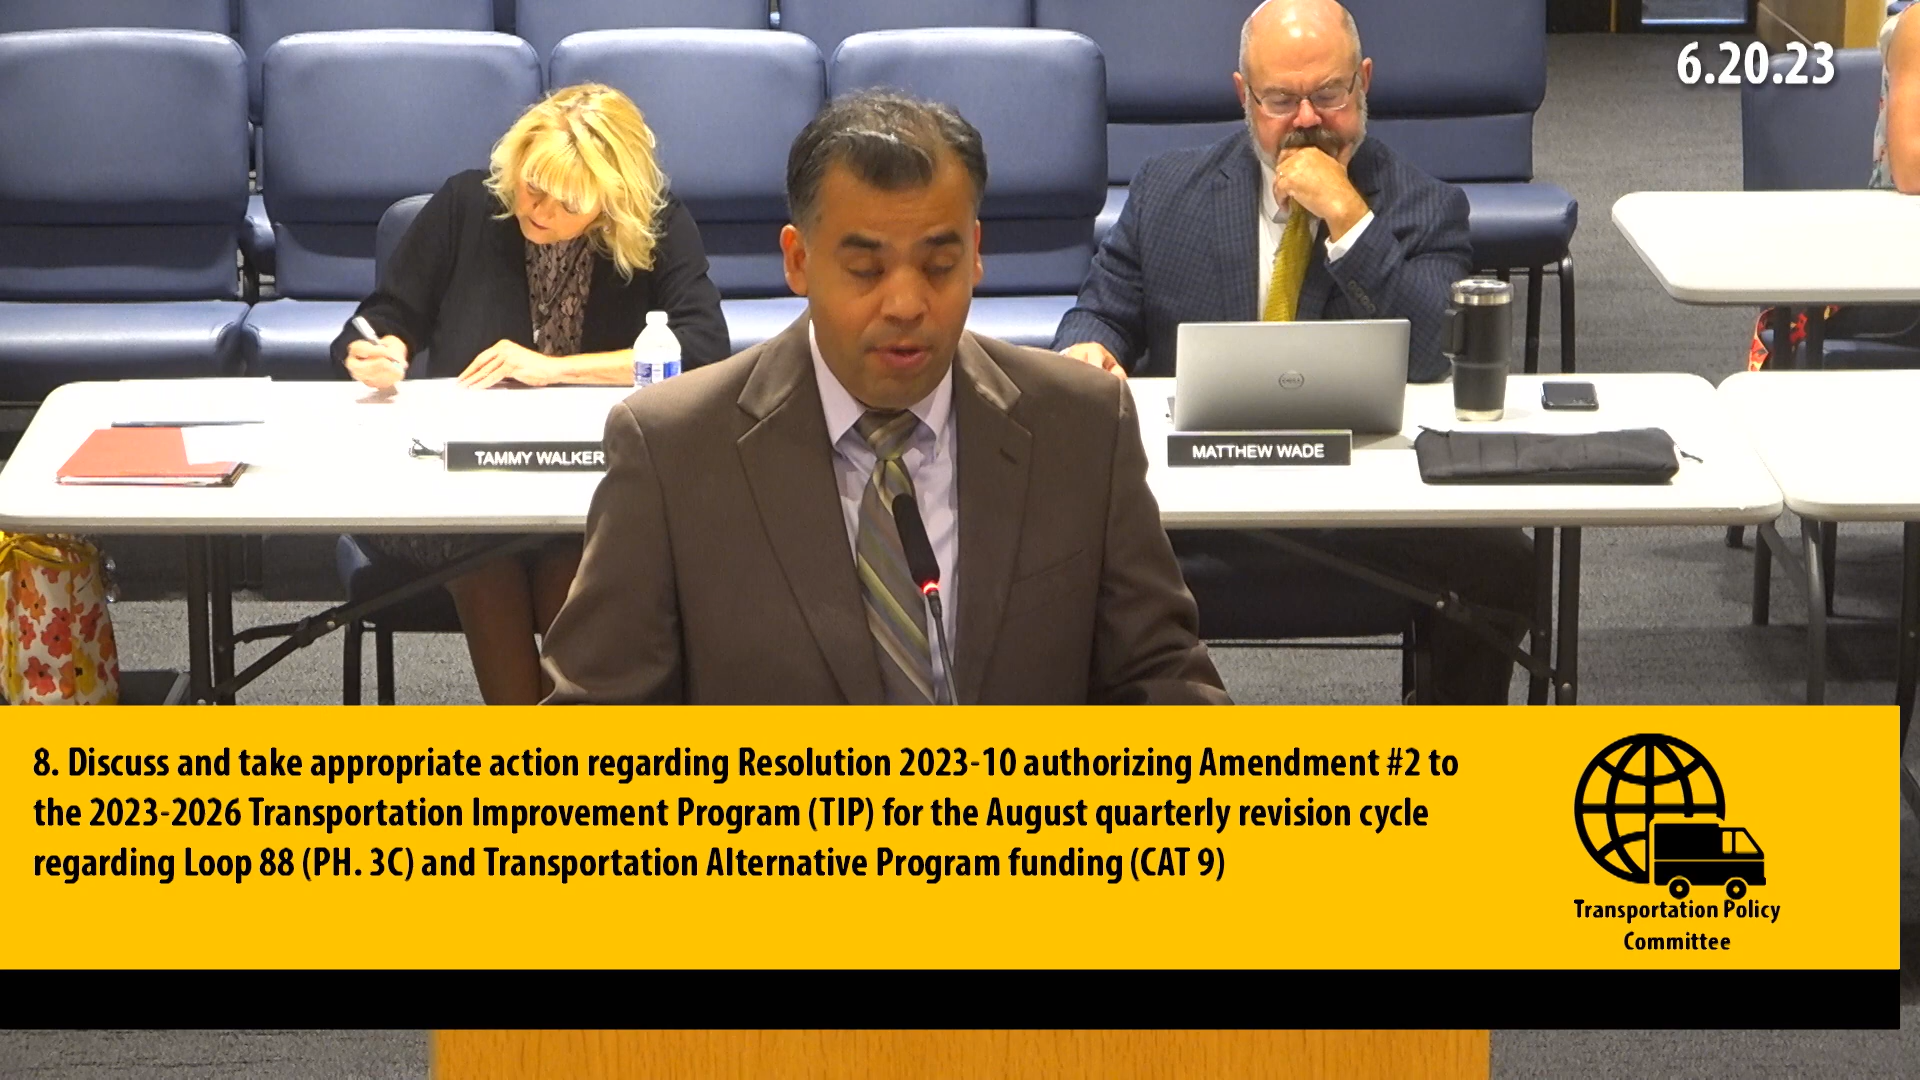 6.20.23
TAMMY WALKER
MATTHEW WADE
DELL
8. Discuss and take appropriate action regarding Resolution 2023-10 authorizing Amendment #2 to
the 2023-2026 Transportation Improvement Program (TIP) for the August quarterly revision cycle
regarding Loop 88 (PH. 3C) and Transportation Alternative Program funding (CAT 9)
Transportation Policy
Committee